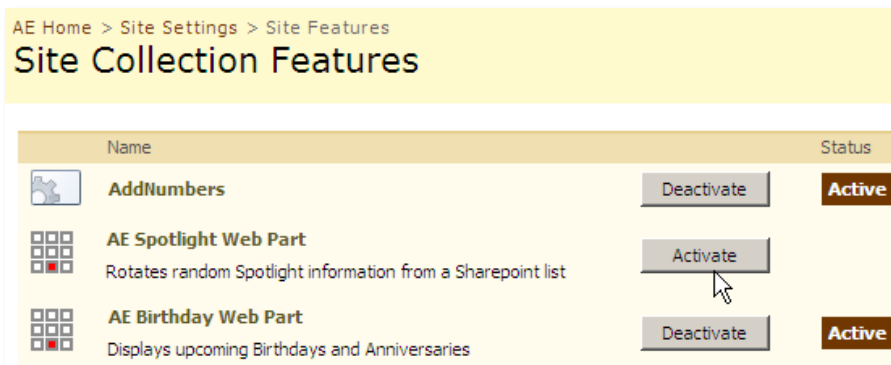 AE Home > Site Settings > Site Features
Site Collection Features
Name Status
AddNumbers Deactivate Active
AE Spotlight Web Part
Rotates random Spotlight information from a Sharepoint list Activate
AE Birthday Web Part
Displays upcoming Birthdays and Anniversaries Deactivate Active